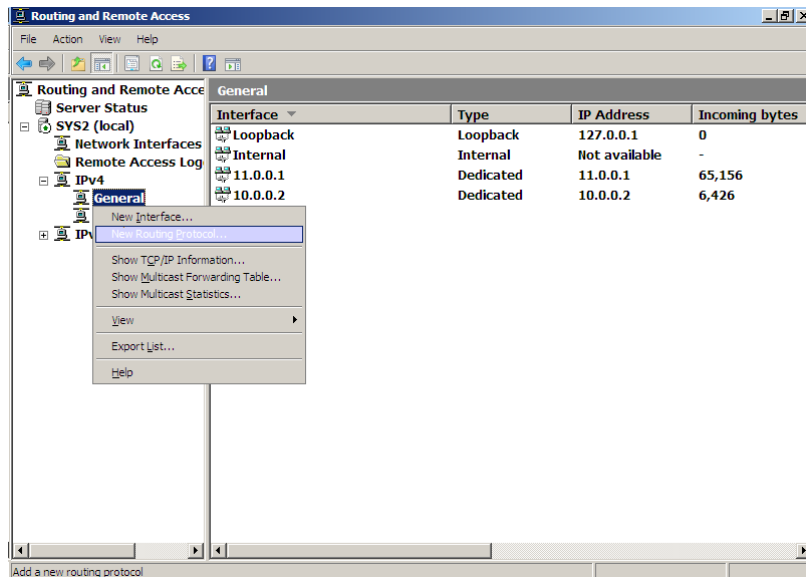 Routing and Remote Access
File Action View Help
Routing and Remote Acce
Server Status
SYS2 (local)
Network Interfaces
Remote Access Log
IPv4
General
IPv
General
Interface Type IP Address Incoming bytes
Loopback Loopback 127.0.0.1 0
Internal Internal Not available -
11.0.0.1 Dedicated 11.0.0.1 65,156
10.0.0.2 Dedicated 10.0.0.2 6,426
New Interface...
New Routing Protocol...
Show TCP/IP Information...
Show Multicast Forwarding Table...
Show Multicast Statistics...
View
Export List...
Help
Add a new routing protocol